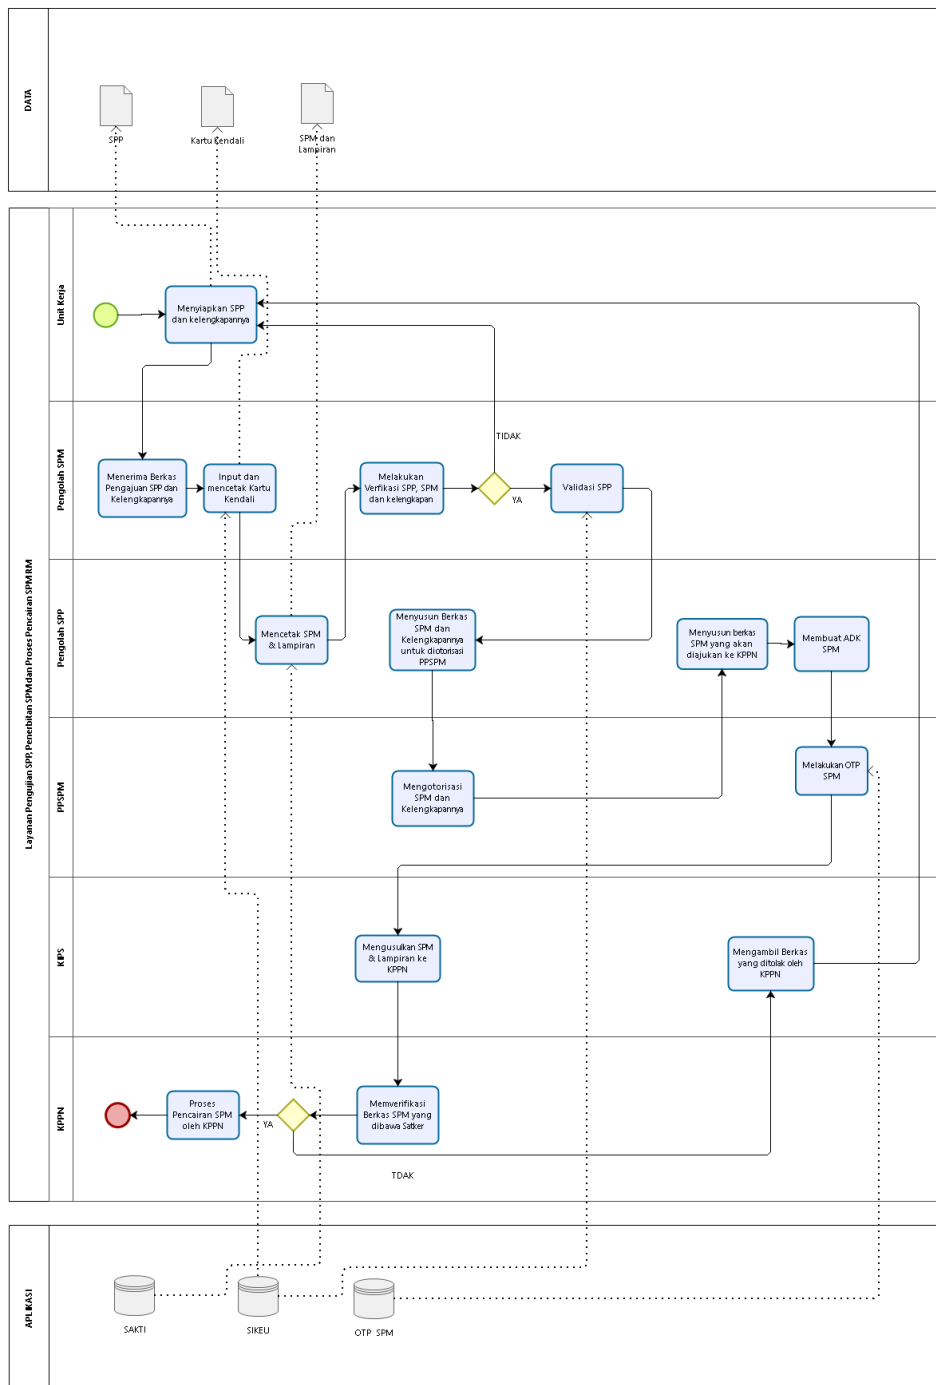 DATA
SPP
Kartu Kendali
SPM dan
Lampiran
Layanan Pengujian SPP, Penerbitan SPM dan Proses Pencairan SPM RM
Unit Kerja
Menyiapkan SPP
dan kelengkapannya
Pengolah SPM
Menerima Berkas
Pengajuan SPP dan
Kelengkapannya
Input dan
mencetak Kartu
Kendali
Melakukan
Verfikasi SPP, SPM
dan kelengkapan
TIDAK
YA
Validasi SPP
Pengolah SPP
Mencetak SPM
& Lampiran
Menyusun Berkas
SPM dan
Kelengkapannya
untuk diotorisasi
PPSPM
Menyusun berkas
SPM yang akan
diajukan ke KPPN
Membuat ADK
SPM
PPSPM
Mengotorisasi
SPM dan
Kelengkapannya
Melakukan OTP
SPM
KIPS
Mengusulkan SPM
& Lampiran ke
KPPN
Mengambil Berkas
yang ditolak oleh
KPPN
KPPN
Proses
Pencairan SPM
oleh KPPN
YA
Memverifikasi
Berkas SPM yang
dibawa Satker
TDAK
APLIKASI
SAKTI
SIKEU
OTP SPM